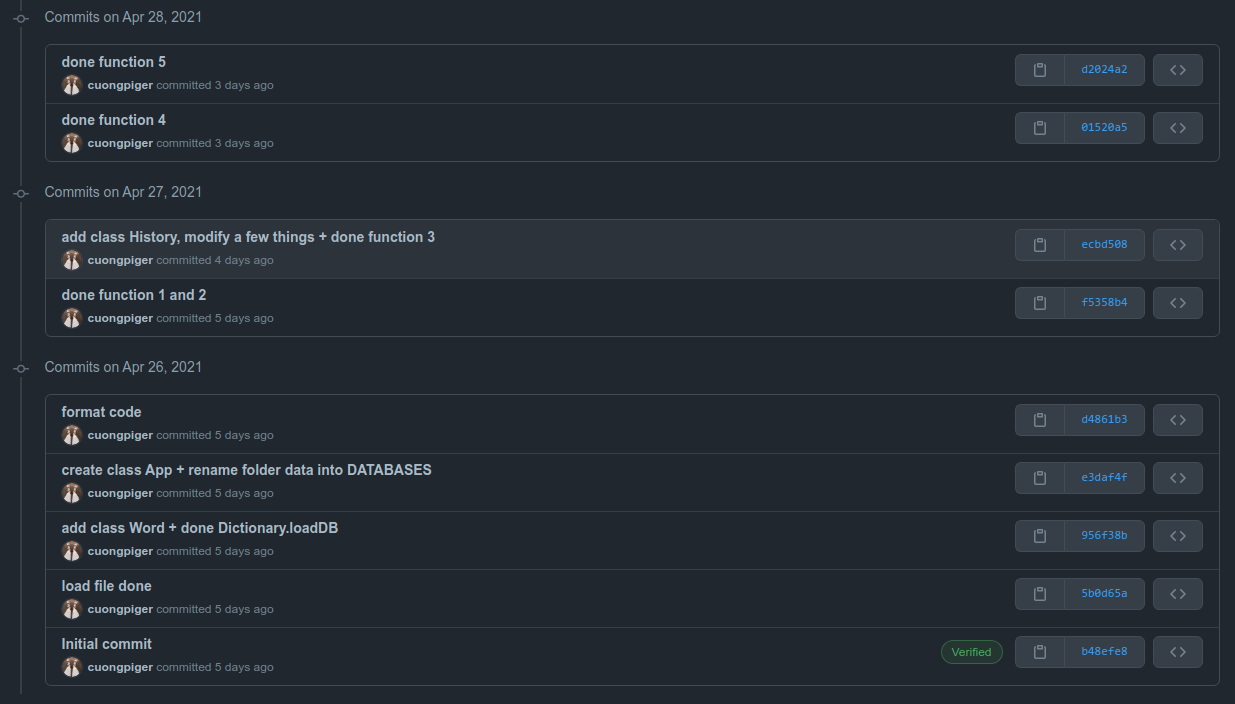 Commits on Apr 28, 2021
done function 5
cuongpiger committed 3 days ago
d2024a2
done function 4
cuongpiger committed 3 days ago
01520a5
Commits on Apr 27, 2021
add class History, modify a few things + done function 3
cuongpiger committed 4 days ago
ecbd508
done function 1 and 2
cuongpiger committed 5 days ago
f5358b4
Commits on Apr 26, 2021
format code
cuongpiger committed 5 days ago
d4861b3
create class App + rename folder data into DATABASES
cuongpiger committed 5 days ago
e3daf4f
add class Word + done Dictionary.loadDB
cuongpiger committed 5 days ago
956f38b
load file done
cuongpiger committed 5 days ago
5b0d65a
Initial commit
cuongpiger committed 5 days ago
Verified
b48efe8